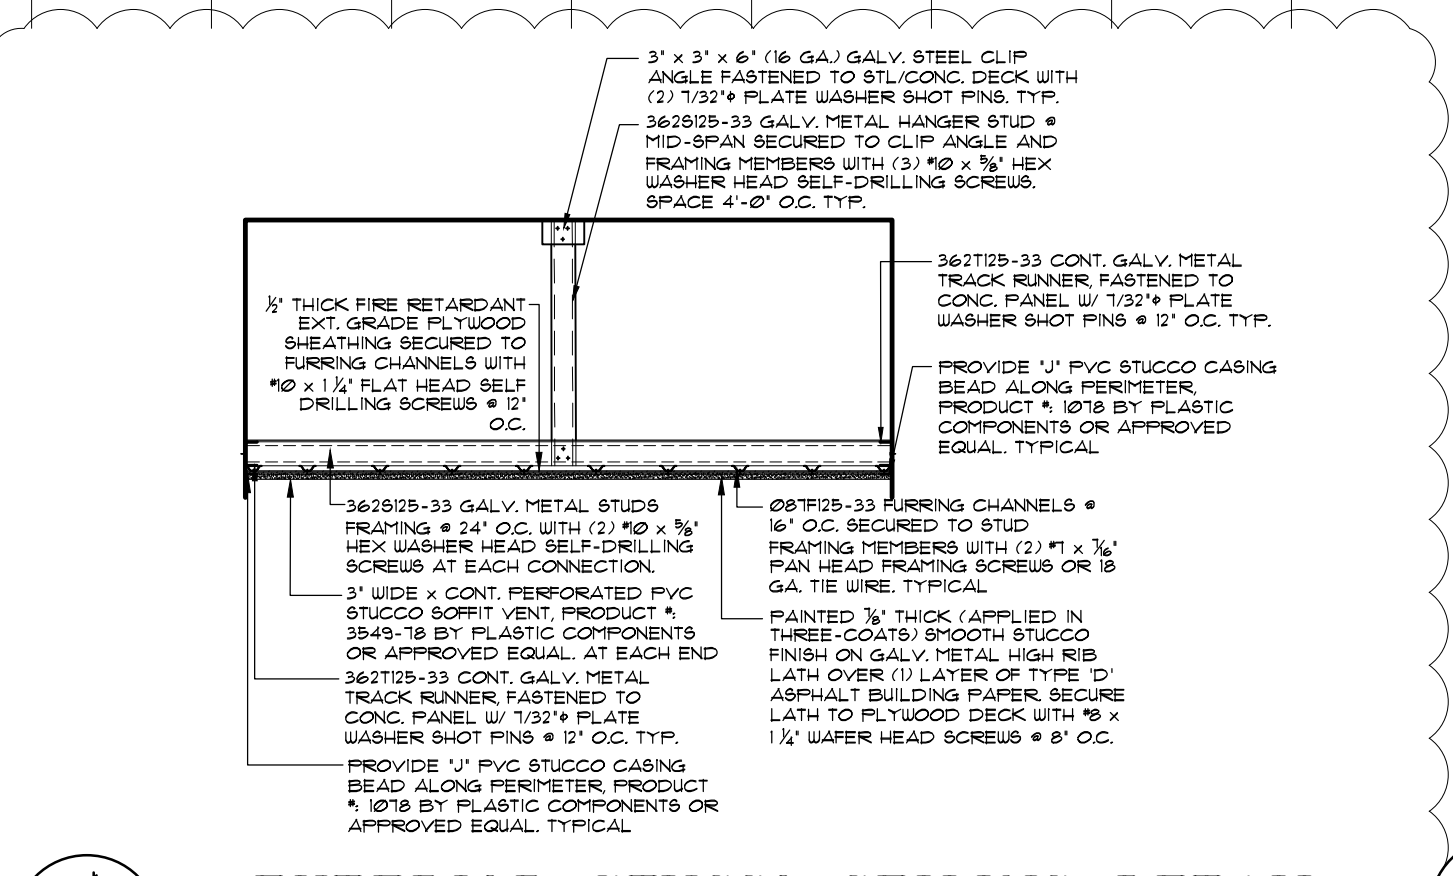 3" x 3" x 6" (16 GA.) GALV. STEEL CLIP
ANGLE FASTENED TO STL/CONC. DECK WITH
(2) 7/32"ɸ PLATE WASHER SHOT PINS. TYP.
362S125-33 GALV. METAL HANGER STUD @
MID-SPAN SECURED TO CLIP ANGLE AND
FRAMING MEMBERS WITH (3) #10 x 5/8" HEX
WASHER HEAD SELF-DRILLING SCREWS.
SPACE 4'-0" O.C. TYP.
362T125-33 CONT. GALV. METAL
TRACK RUNNER, FASTENED TO
CONC. PANEL W/ 7/32"ɸ PLATE
WASHER SHOT PINS @ 12" O.C. TYP.
1/2" THICK FIRE RETARDANT
EXT. GRADE PLYWOOD
SHEATHING SECURED TO
FURRING CHANNELS WITH
#10 x 1 1/4" FLAT HEAD SELF
DRILLING SCREWS @ 12"
O.C.
PROVIDE "J" PVC STUCCO CASING
BEAD ALONG PERIMETER,
PRODUCT #: 1078 BY PLASTIC
COMPONENTS OR APPROVED
EQUAL. TYPICAL
362S125-33 GALV. METAL STUDS
FRAMING @ 24" O.C. WITH (2) #10 x 5/8"
HEX WASHER HEAD SELF-DRILLING
SCREWS AT EACH CONNECTION.
3" WIDE x CONT. PERFORATED PVC
STUCCO SOFFIT VENT, PRODUCT #:
3549-78 BY PLASTIC COMPONENTS
OR APPROVED EQUAL. AT EACH END
362T125-33 CONT. GALV. METAL
TRACK RUNNER, FASTENED TO
CONC. PANEL W/ 7/32"ɸ PLATE
WASHER SHOT PINS @ 12" O.C. TYP.
PROVIDE "J" PVC STUCCO CASING
BEAD ALONG PERIMETER, PRODUCT
#: 1078 BY PLASTIC COMPONENTS OR
APPROVED EQUAL. TYPICAL
087F125-33 FURRING CHANNELS @
16" O.C. SECURED TO STUD
FRAMING MEMBERS WITH (2) #7 x 7/16"
PAN HEAD FRAMING SCREWS OR 18
GA. TIE WIRE. TYPICAL
PAINTED 7/8" THICK (APPLIED IN
THREE-COATS) SMOOTH STUCCO
FINISH ON GALV. METAL HIGH RIB
LATH OVER (1) LAYER OF TYPE 'D'
ASPHALT BUILDING PAPER. SECURE
LATH TO PLYWOOD DECK WITH #8 x
1 1/4" WAFER HEAD SCREWS @ 8" O.C.